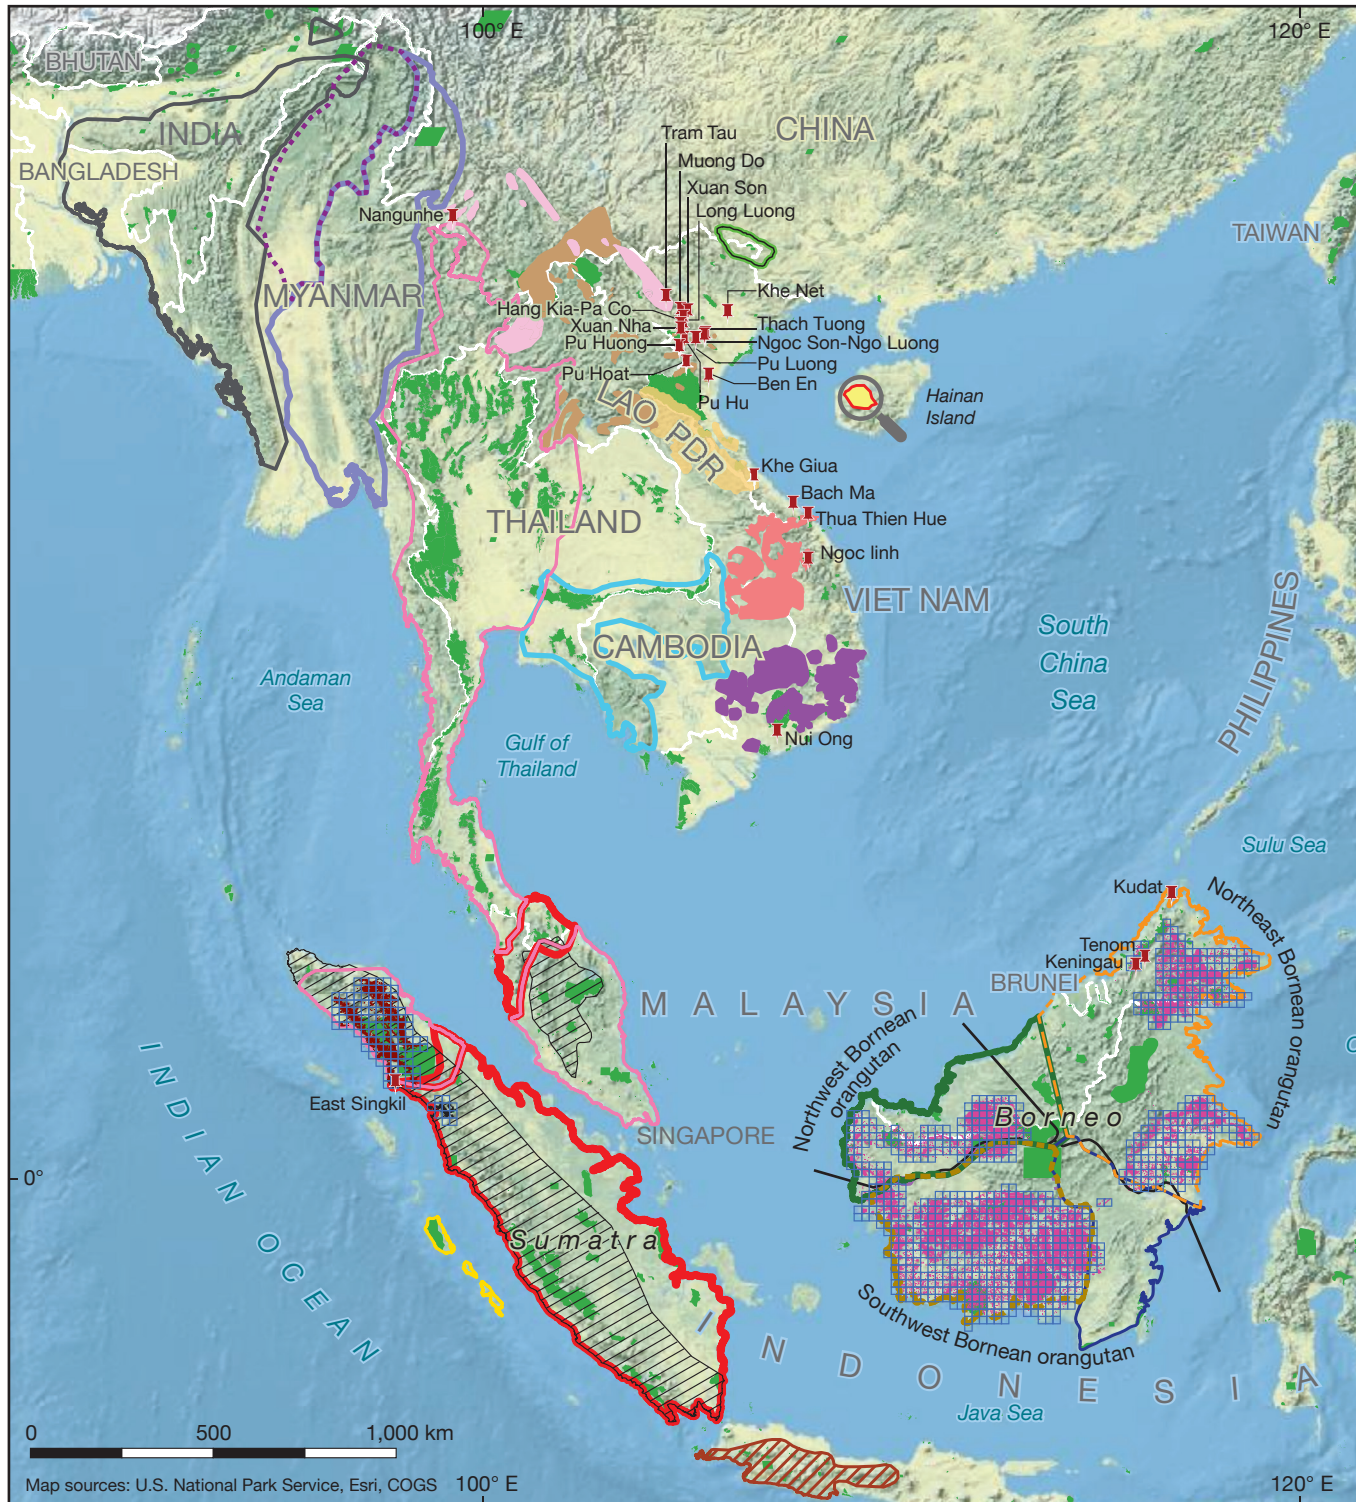 100° E
120° E
BHUTAN
INDIA
CHINA
BANGLADESH
Tram Tau
Muong Do
Xuan Son
Long Luong
Nangunhe
TAIWAN
MYANMAR
Khe Net
Hang Kia-Pa Co
Xuan Nha
Thach Tuong
Pu Huong
Ngoc Son-Ngo Luong
Pu Luong
Pu Hoat
Ben En
Pu Hu
Hainan
Island
LAO PDR
Khe Giua
Bach Ma
THAILAND
Thua Thien Hue
Ngoc linh
VIET NAM
CAMBODIA
South
China
Sea
PHILIPPINES
Andaman
Sea
Gulf of
Thailand
Nui Ong
Sulu Sea
Kudat
Northeast Bornean orangutan
Tenom
Keningau
BRUNEI
MALAYSIA
Northwest Bornean
orangutan
Borneo
East Singkil
SINGAPORE
INDIAN OCEAN
0°
Sumatra
Southwest Bornean orangutan
INDONESIA
Java Sea
0 500 1,000 km
Map sources: U.S. National Park Service, Esri, COGS
100° E
120° E